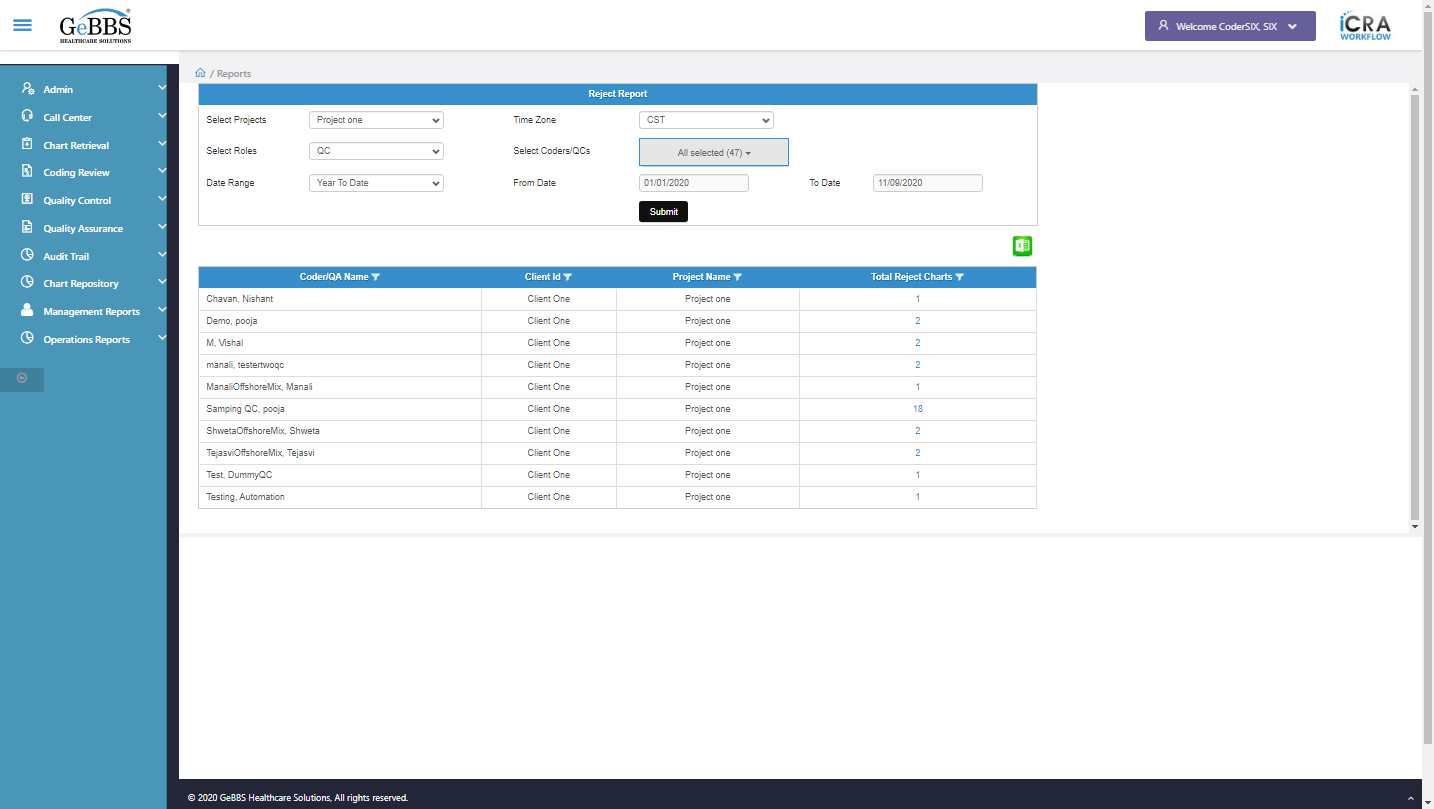 GeBBS®
HEALTHCARE SOLUTIONS
Welcome CoderSIX, SIX
iCRA
WORKFLOW
Admin
Call Center
Chart Retrieval
Coding Review
Quality Control
Quality Assurance
Audit Trail
Chart Repository
Management Reports
Operations Reports
/ Reports
Reject Report
Select Projects Project one Time Zone CST
Select Roles QC Select Coders/QCs All selected (47)
Date Range Year To Date From Date 01/01/2020 To Date 11/09/2020
Submit
Coder/QA Name Client Id Project Name Total Reject Charts
Chavan, Nishant Client One Project one 1
Demo, pooja Client One Project one 2
M, Vishal Client One Project one 2
manali, testertwoqc Client One Project one 2
ManaliOffshoreMix, Manali Client One Project one 1
Samping QC, pooja Client One Project one 18
ShwetaOffshoreMix, Shweta Client One Project one 2
TejasviOffshoreMix, Tejasvi Client One Project one 2
Test, DummyQC Client One Project one 1
Testing, Automation Client One Project one 1
© 2020 GeBBS Healthcare Solutions, All rights reserved.